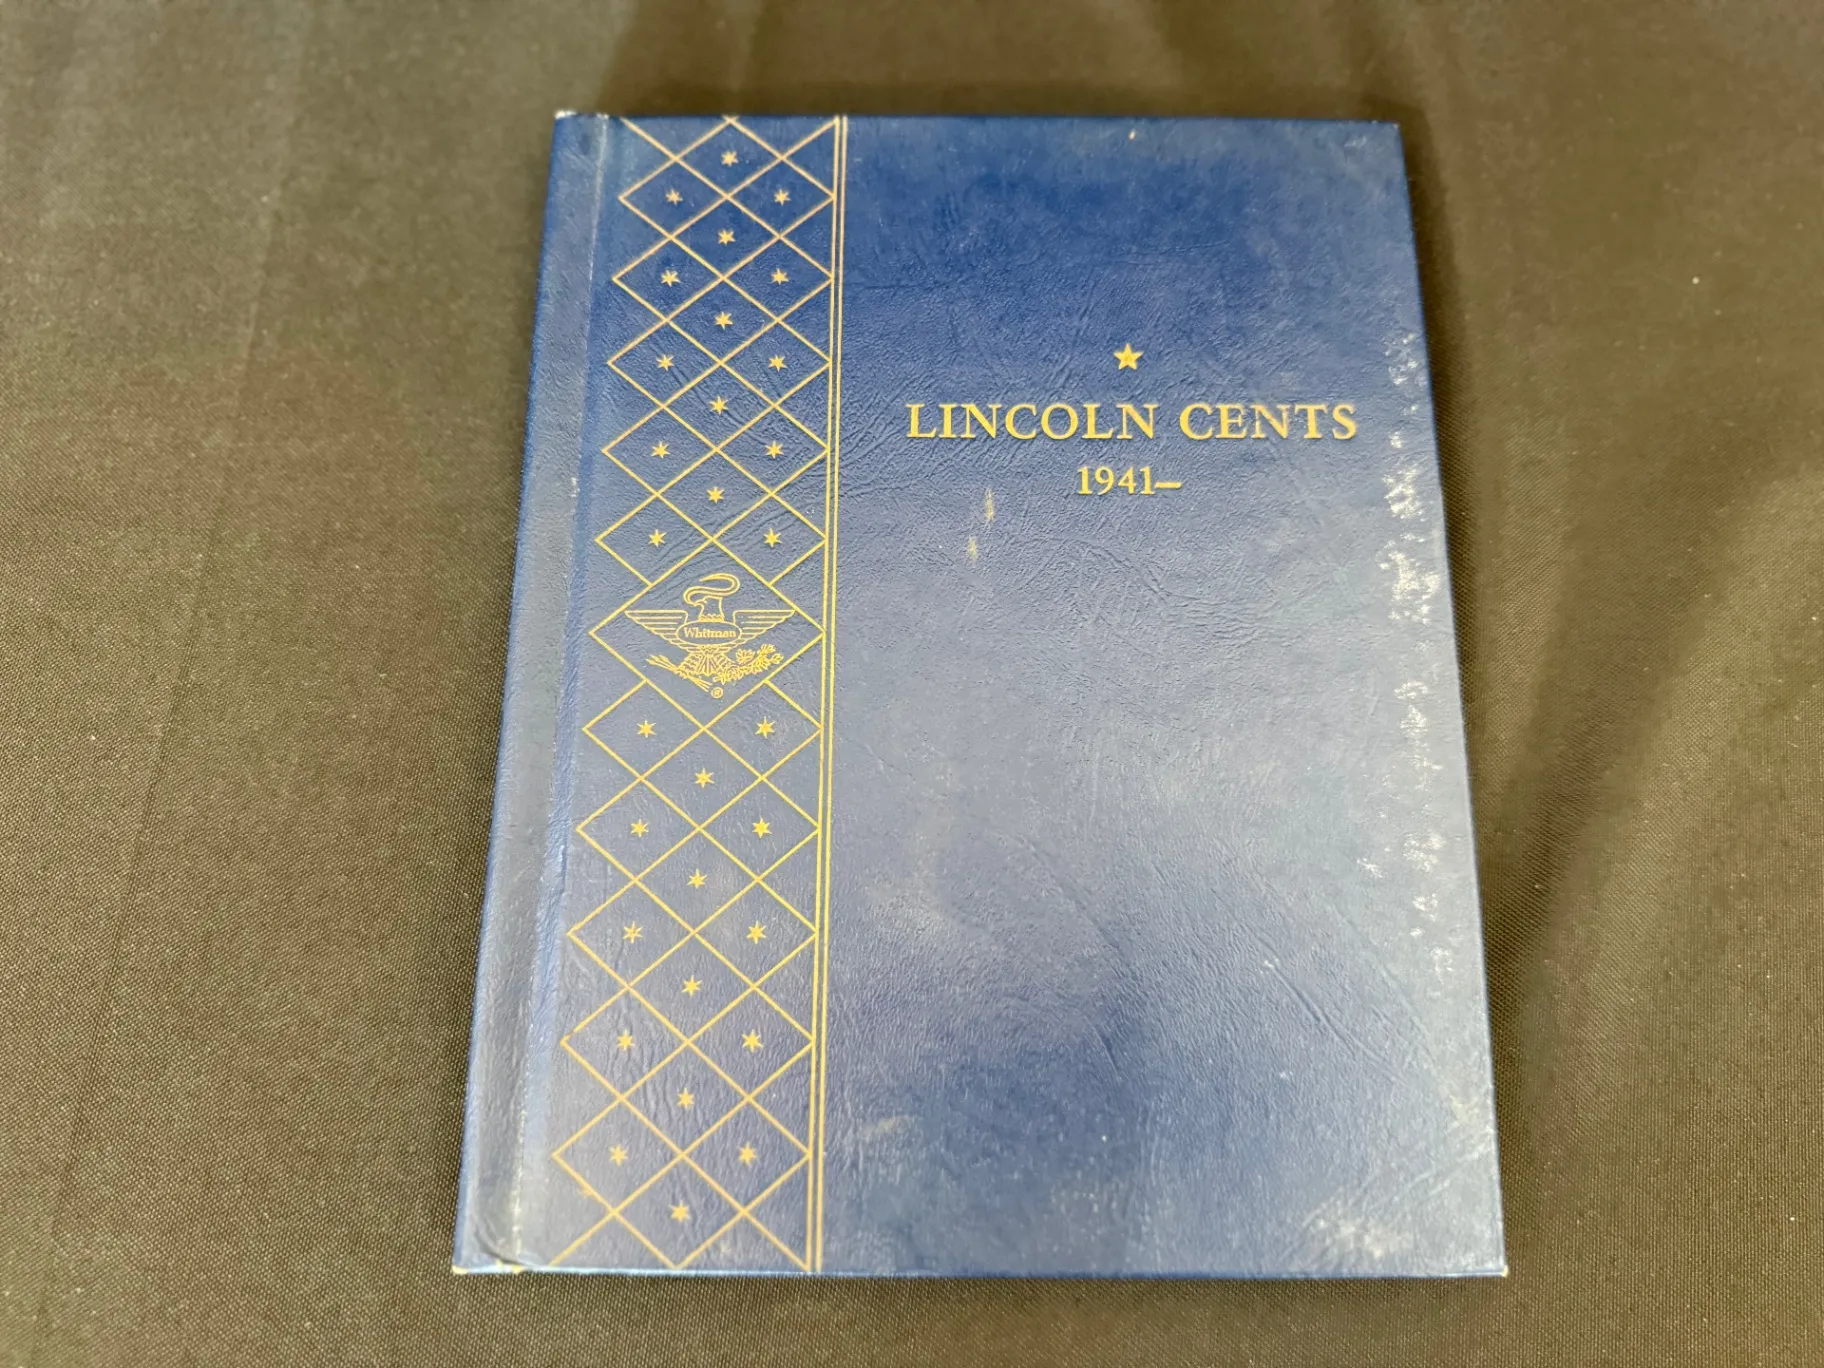 LINCOLN CENTS
1941–
Whitman
®